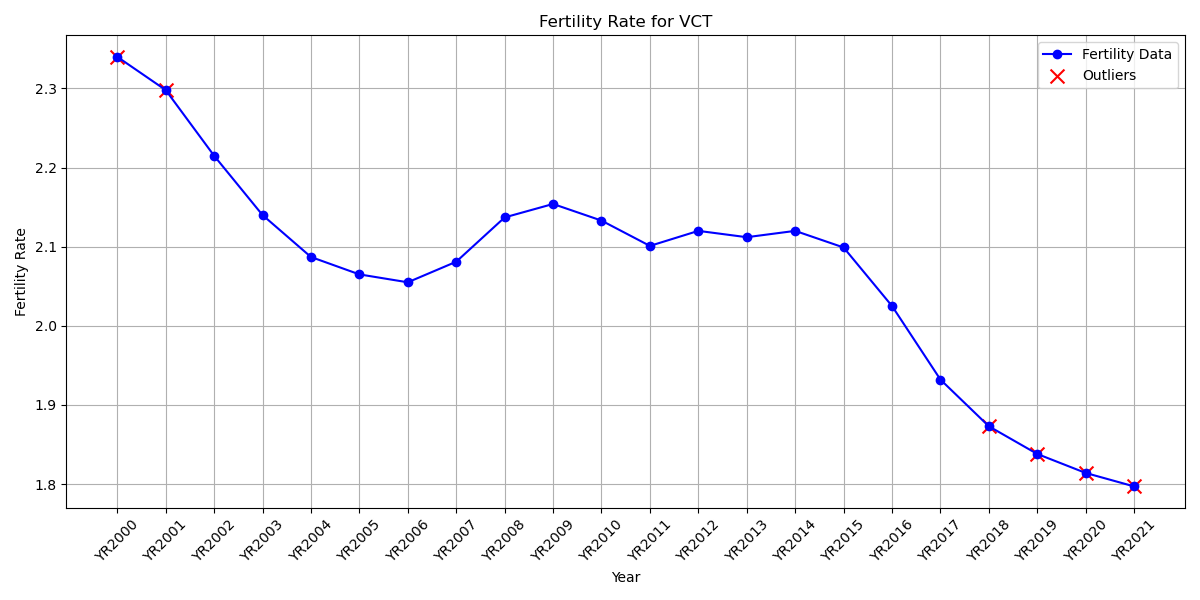 Fertility Rate for VCT
Fertility Data
Outliers
Fertility Rate
2.3
2.2
2.1
2.0
1.9
1.8
YR2000
YR2001
YR2002
YR2003
YR2004
YR2005
YR2006
YR2007
YR2008
YR2009
YR2010
YR2011
YR2012
YR2013
YR2014
YR2015
YR2016
YR2017
YR2018
YR2019
YR2020
YR2021
Year